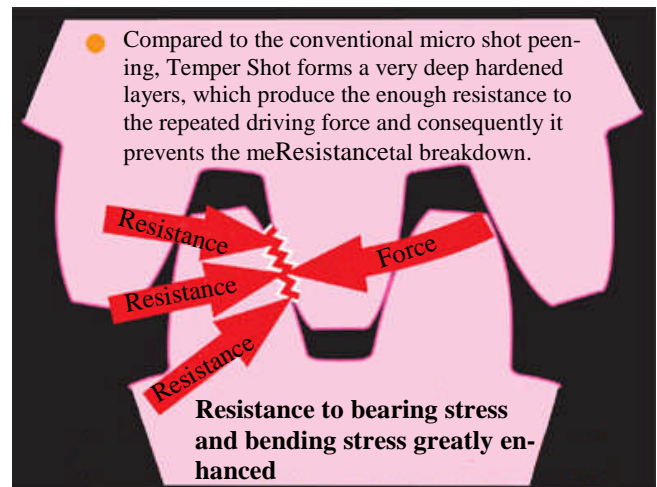 Compared to the conventional micro shot peen-
ing, Temper Shot forms a very deep hardened
layers, which produce the enough resistance to
the repeated driving force and consequently it
prevents the meResistancetal breakdown.
Resistance
Force
Resistance
Resistance
Resistance to bearing stress
and bending stress greatly en-
hanced